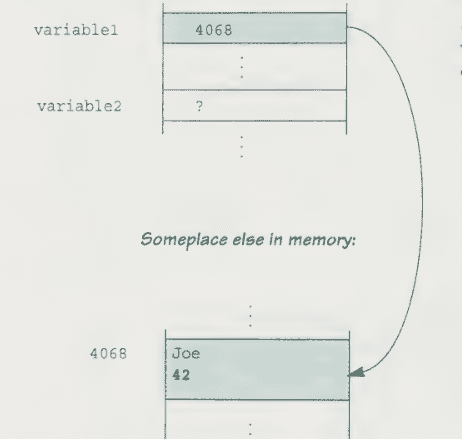 variable1 4068
variable2 ?
Someplace else in memory:
4068 Joe
42